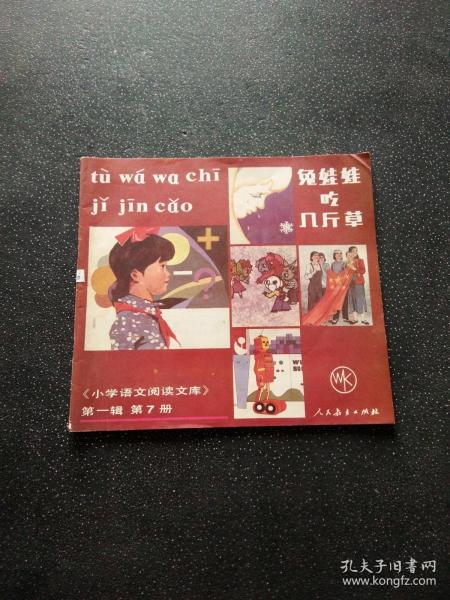 tù wá wa chī
jǐ jīn cǎo
兔娃娃
吃
几斤草
《小学语文阅读文库》
第一辑 第7册
WK
人民教育出版社
孔夫子旧书网
www.kongfz.com